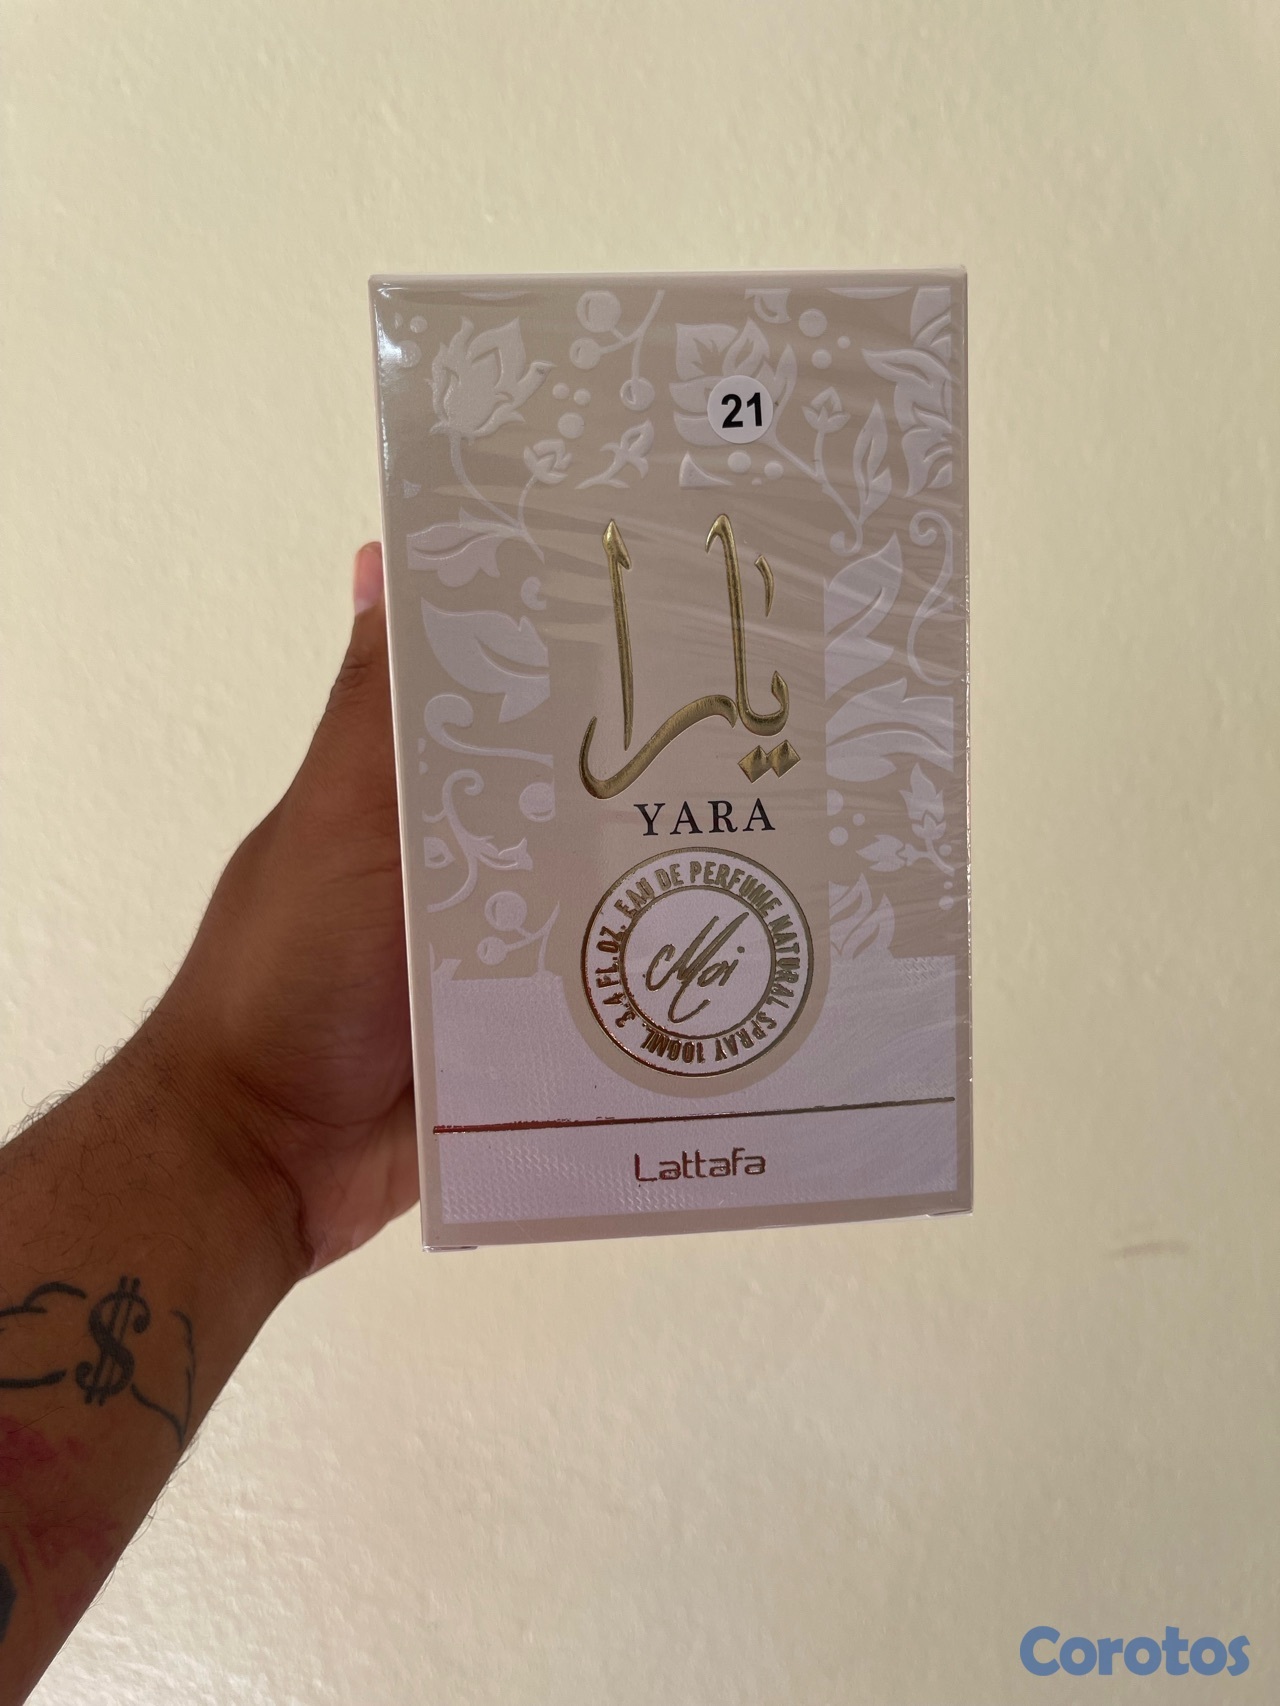 21
يارا
YARA
EAU DE PERFUME NATURAL SPRAY 100ML. 3.4 FL.OZ.
Moi
Lattafa
$
Corotos